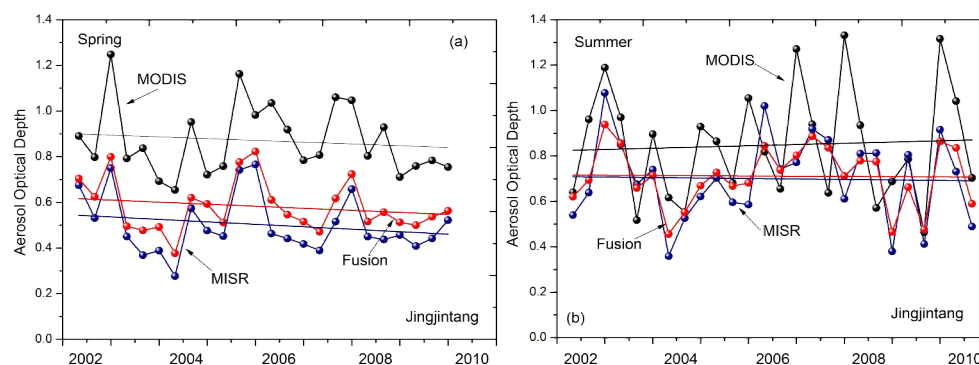 Spring
(a)
MODIS
MISR
Fusion
Jingjintang
Aerosol Optical Depth
1.4
1.2
1.0
0.8
0.6
0.4
0.2
0.0
2002 2004 2006 2008 2010
Summer
MODIS
Fusion
MISR
(b)
Jingjintang
Aerosol Optical Depth
1.4
1.2
1.0
0.8
0.6
0.4
0.2
0.0
2002 2004 2006 2008 2010